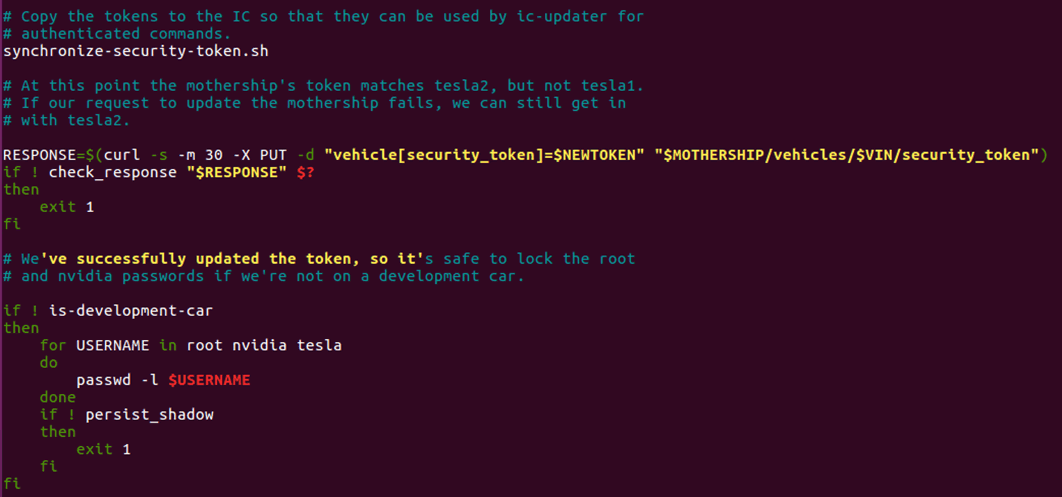 # Copy the tokens to the IC so that they can be used by ic-updater for
# authenticated commands.
synchronize-security-token.sh
# At this point the mothership's token matches tesla2, but not tesla1.
# If our request to update the mothership fails, we can still get in
# with tesla2.
RESPONSE=$(curl -s -m 30 -X PUT -d "vehicle[security_token]=$NEWTOKEN" "$MOTHERSHIP/vehicles/$VIN/security_token")
if ! check_response "$RESPONSE" $?
then
    exit 1
fi
# We've successfully updated the token, so it's safe to lock the root
# and nvidia passwords if we're not on a development car.
if ! is-development-car
then
    for USERNAME in root nvidia tesla
    do
        passwd -l $USERNAME
    done
    if ! persist_shadow
    then
        exit 1
    fi
fi